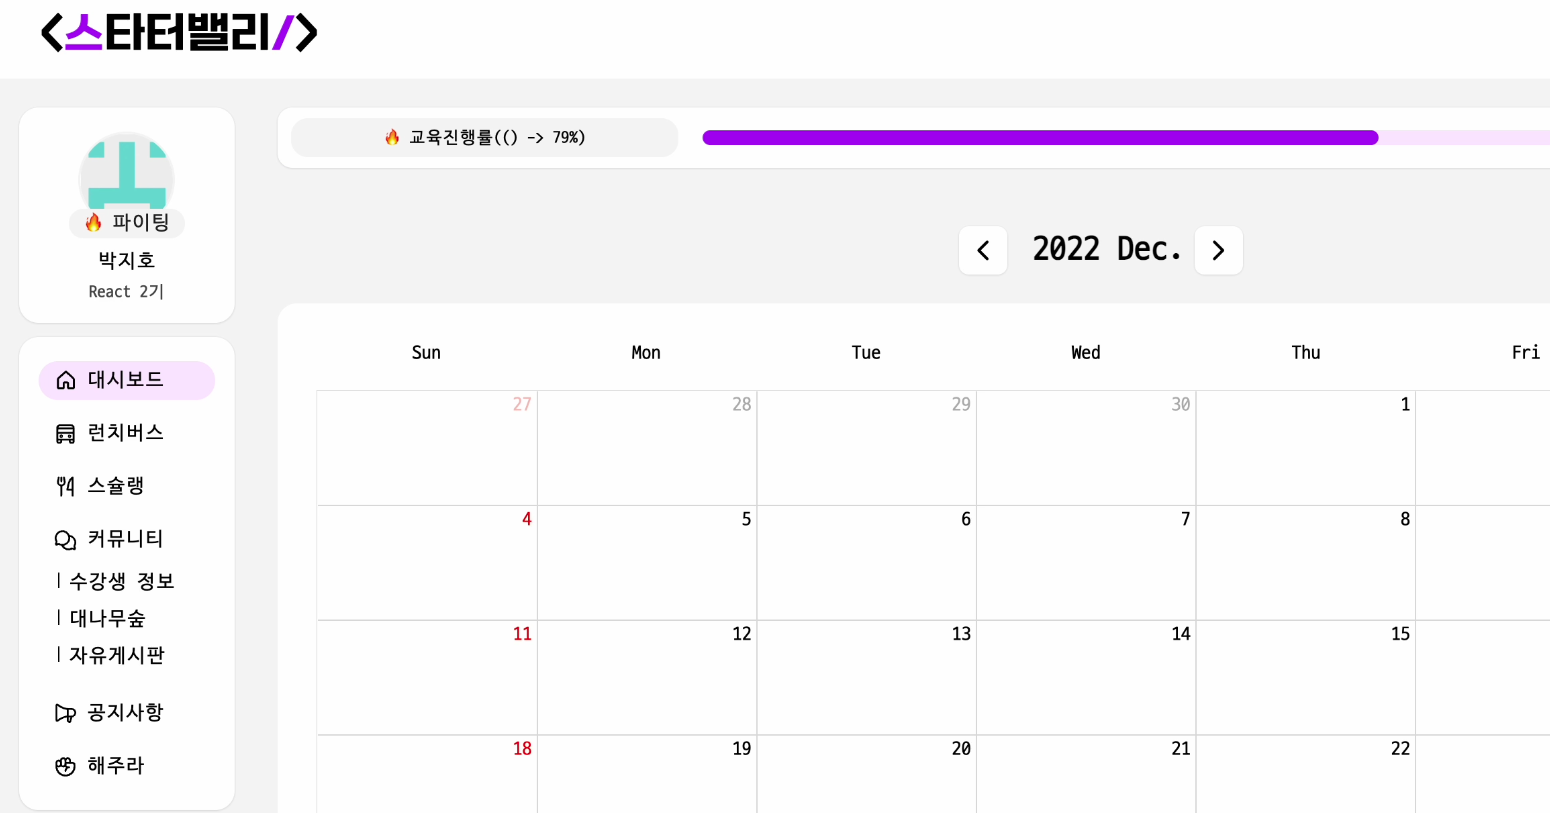 <스타터밸리/>
🔥 파이팅
박지호
React 2기
대시보드
런치버스
스슐랭
커뮤니티
| 수강생 정보
| 대나무숲
| 자유게시판
공지사항
해주라
🔥 교육진행률(() -> 79%)
2022 Dec.
Sun Mon Tue Wed Thu Fri
27 28 29 30 1
4 5 6 7 8
11 12 13 14 15
18 19 20 21 22